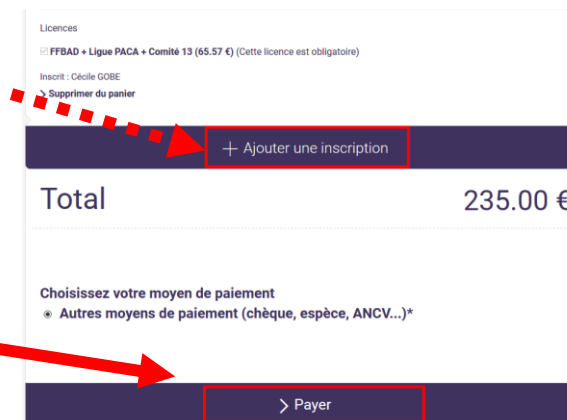 Licences
FFBAD + Ligue PACA + Comité 13 (65.57 €) (Cette licence est obligatoire)
Inscrit : Cécile GOBE
> Supprimer du panier
+ Ajouter une inscription
Total 235.00 €
Choisissez votre moyen de paiement
Autres moyens de paiement (chèque, espèce, ANCV...)*
> Payer